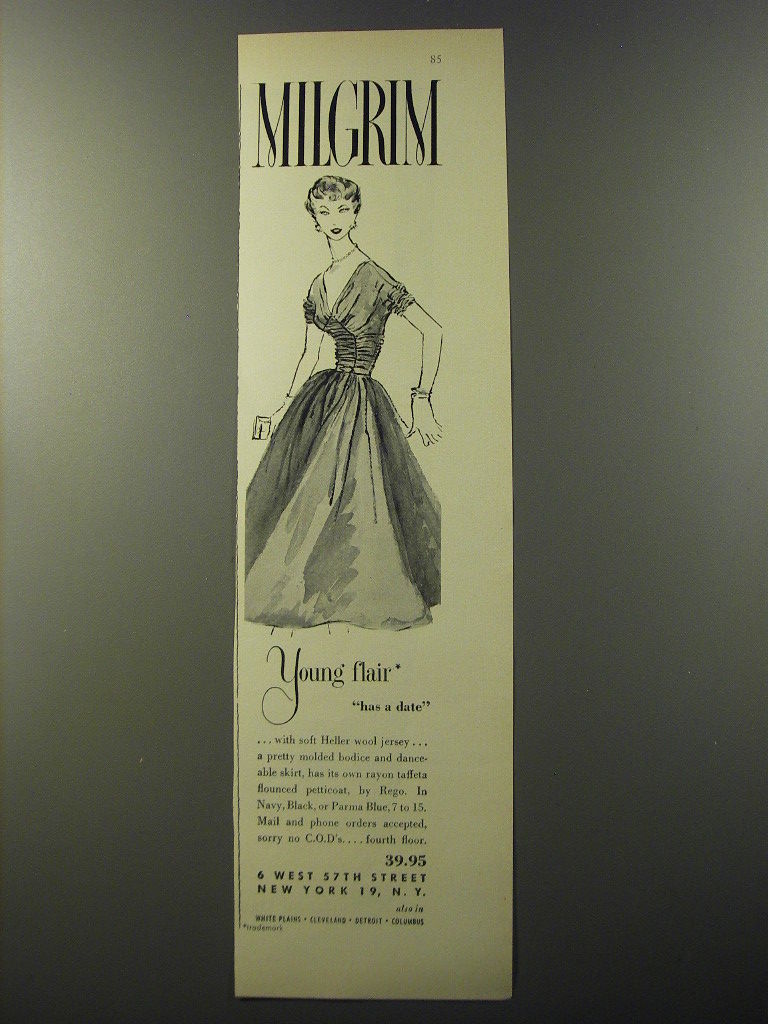 85
MILGRIM
Young flair*
“has a date”
...with soft Heller wool jersey...
a pretty molded bodice and dance-
able skirt, has its own rayon taffeta
flounced petticoat, by Rego. In
Navy, Black, or Parma Blue, 7 to 15.
Mail and phone orders accepted,
sorry no C.O.D's....fourth floor.
39.95
6 WEST 57TH STREET
NEW YORK 19, N. Y.
also in
WHITE PLAINS • CLEVELAND • DETROIT • COLUMBUS
*trademark